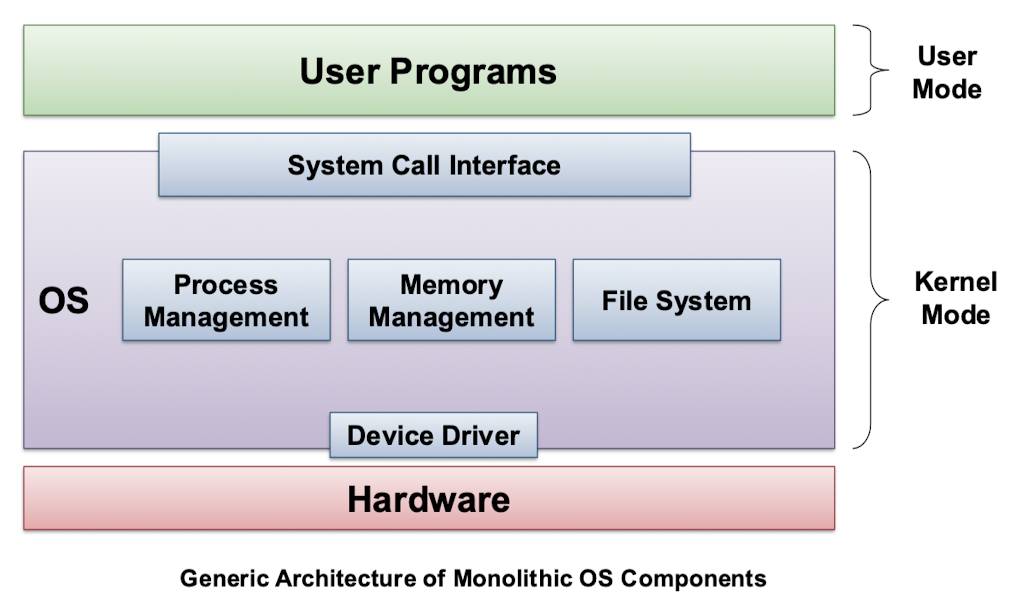 User Programs
User
Mode
System Call Interface
OS
Process
Management
Memory
Management
File System
Kernel
Mode
Device Driver
Hardware
Generic Architecture of Monolithic OS Components